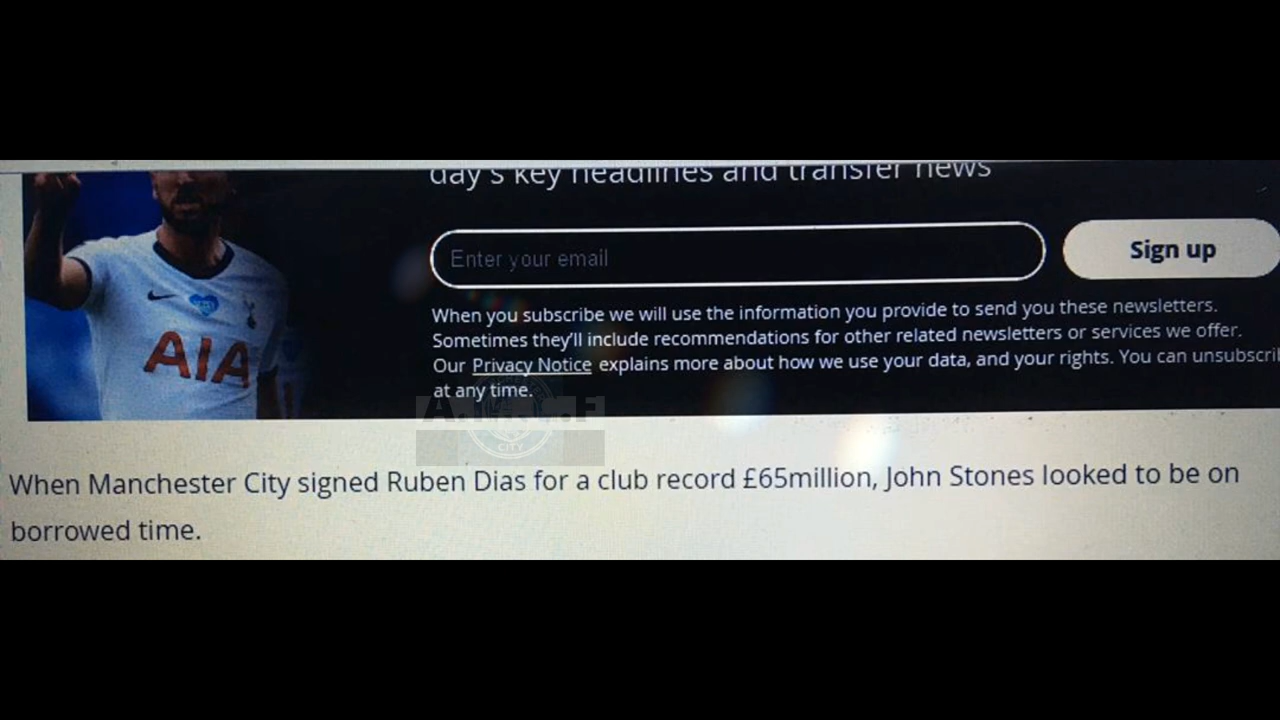 day's key headlines and transfer news
Enter your email
Sign up
When you subscribe we will use the information you provide to send you these newsletters.
Sometimes they'll include recommendations for other related newsletters or services we offer.
Our Privacy Notice explains more about how we use your data, and your rights. You can unsubscri
at any time.
AIA
CITY
When Manchester City signed Ruben Dias for a club record £65million, John Stones looked to be on
borrowed time.